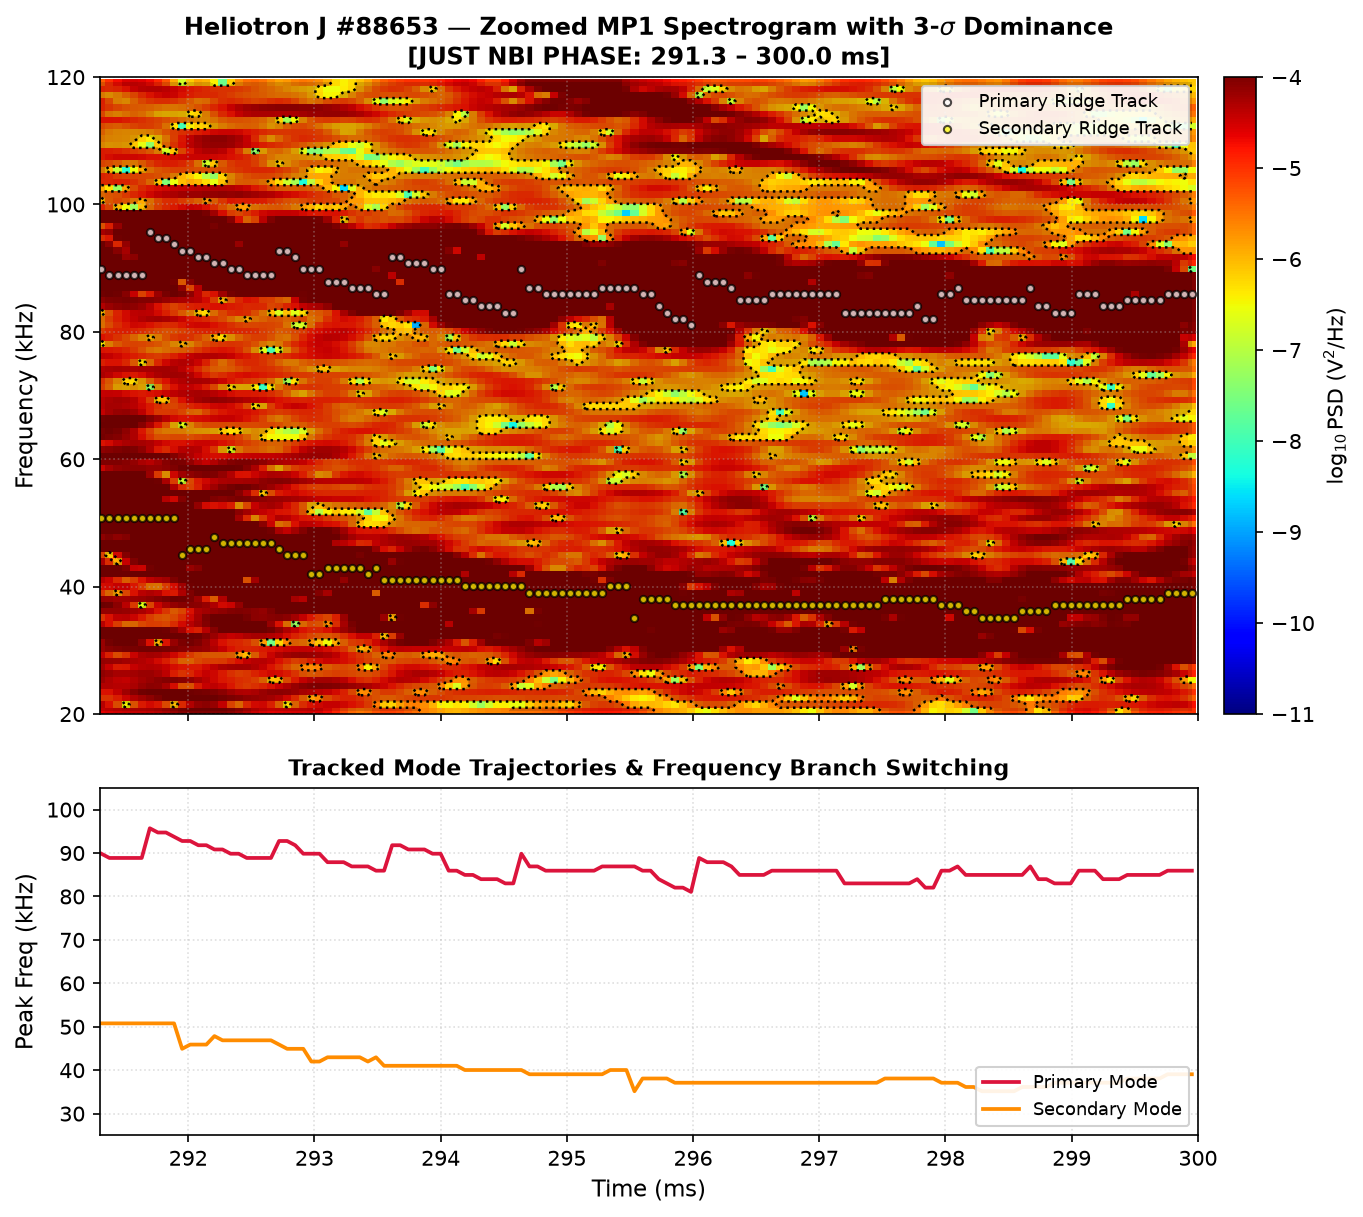 Heliotron J #88653 — Zoomed MP1 Spectrogram with 3-σ Dominance
[JUST NBI PHASE: 291.3 – 300.0 ms]
Primary Ridge Track
Secondary Ridge Track
Frequency (kHz)
120
100
80
60
40
20
−4
−5
−6
−7
−8
−9
−10
−11
log₁₀ PSD (V²/Hz)
Tracked Mode Trajectories & Frequency Branch Switching
Peak Freq (kHz)
100
90
80
70
60
50
40
30
Primary Mode
Secondary Mode
292 293 294 295 296 297 298 299 300
Time (ms)